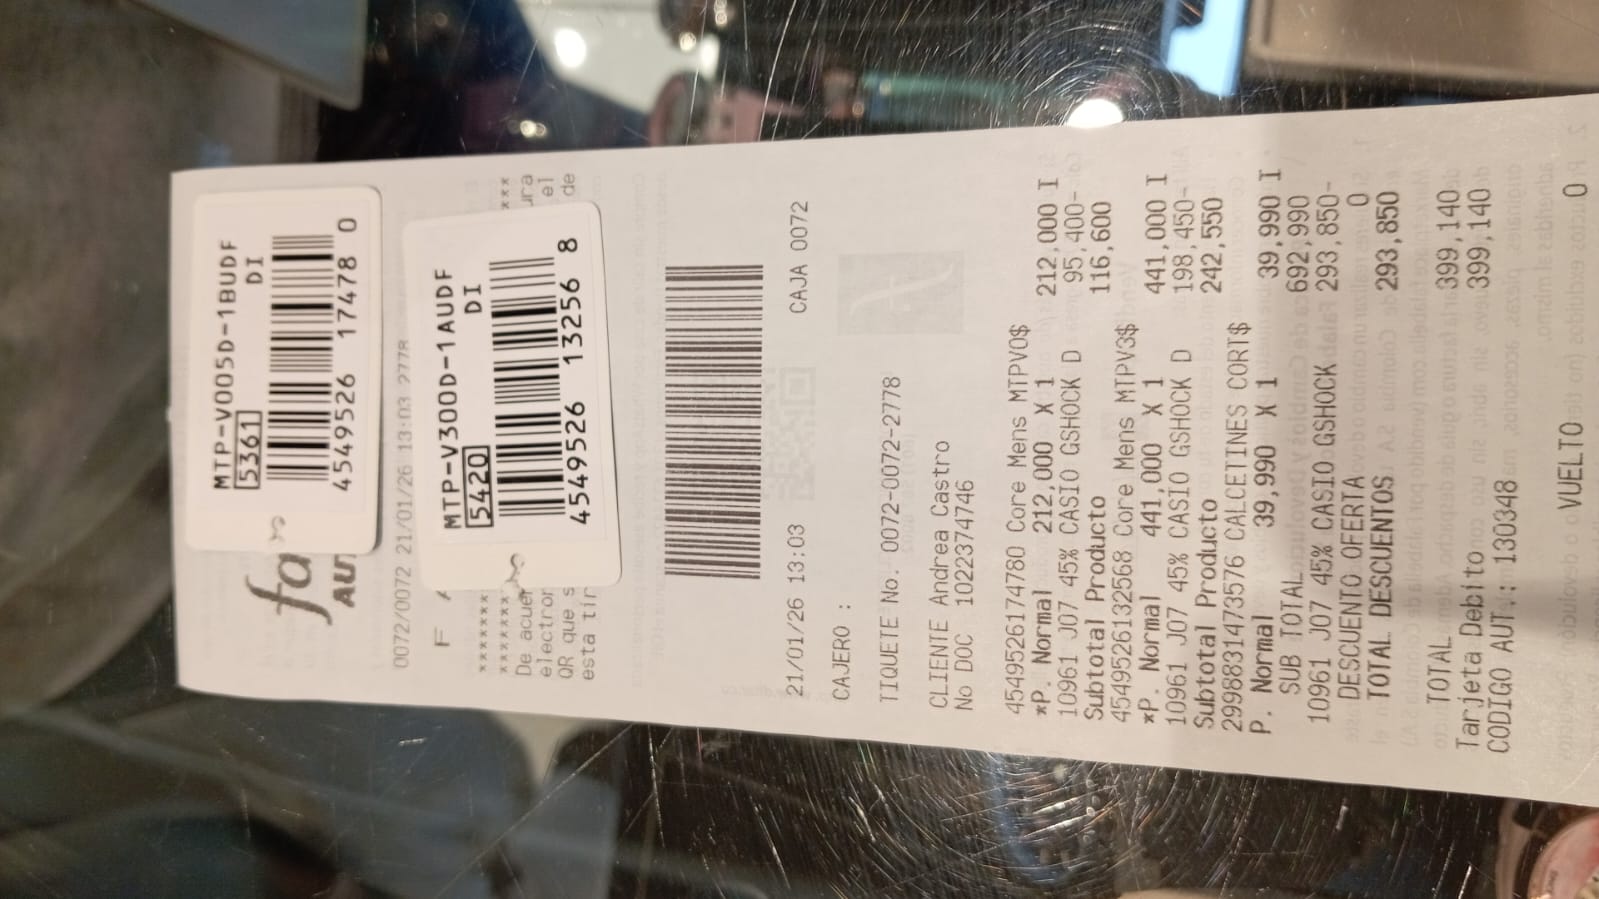 MTP-V005D-1BUDF
5361 DI
4549526 17478 0
fa
AUT
0072/0072 21/01/26 13:03 2778
MTP-V300D-1AUDF
5420 DI
4549526 13256 8
F
De acuer
electron el
QR que s de
esta tir
21/01/26 13:03 CAJA 0072
CAJERO :
TIQUETE No. 0072-0072-2778
CLIENTE Andrea Castro
No DOC 1022374746
4549526174780 Core Mens MTPV0$
*P. Normal 212,000 X 1 212,000 I
10961 J07 45% CASIO GSHOCK D 95,400-
Subtotal Producto 116,600
4549526132568 Core Mens MTPV3$
*P. Normal 441,000 X 1 441,000 I
10961 J07 45% CASIO GSHOCK D 198,450-
Subtotal Producto 242,550
2998831473576 CALCETINES CORT$
P. Normal 39,990 X 1 39,990 I
SUB TOTAL 692,990
10961 J07 45% CASIO GSHOCK 293,850-
DESCUENTO OFERTA 0
TOTAL DESCUENTOS 293,850
TOTAL 399,140
Tarjeta Debito 399,140
CODIGO AUT.: 130348
VUELTO 0